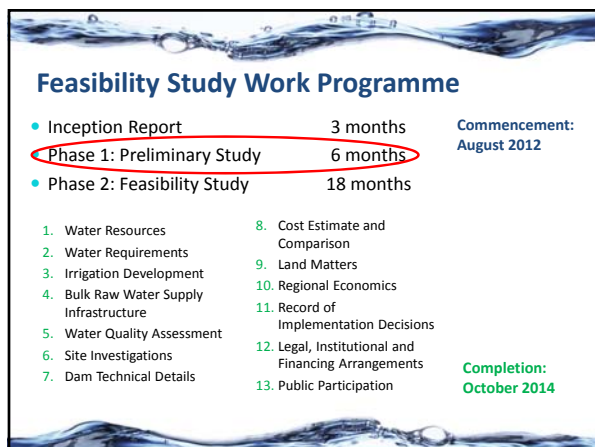 Feasibility Study Work Programme
• Inception Report 3 months
• Phase 1: Preliminary Study 6 months
• Phase 2: Feasibility Study 18 months
Commencement:
August 2012
1. Water Resources
2. Water Requirements
3. Irrigation Development
4. Bulk Raw Water Supply
Infrastructure
5. Water Quality Assessment
6. Site Investigations
7. Dam Technical Details
8. Cost Estimate and
Comparison
9. Land Matters
10. Regional Economics
11. Record of
Implementation Decisions
12. Legal, Institutional and
Financing Arrangements
13. Public Participation
Completion:
October 2014